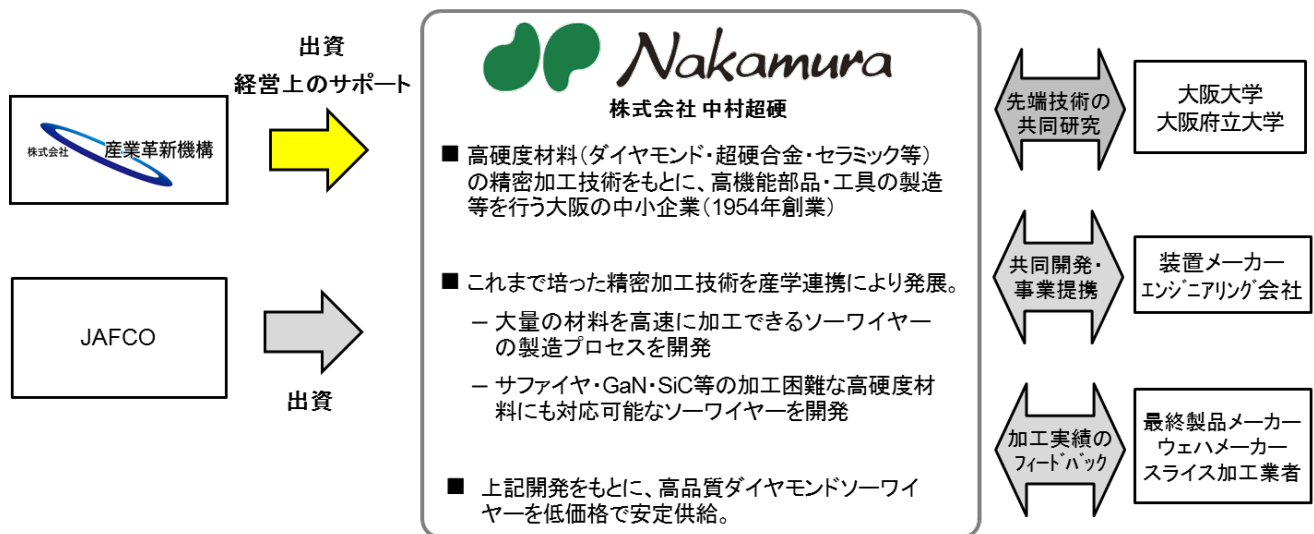 出資
経営上のサポート
株式会社 産業革新機構
JAFCO
出資
Nakamura
株式会社 中村超硬
■ 高硬度材料（ダイヤモンド・超硬合金・セラミック等）
の精密加工技術をもとに、高機能部品・工具の製造
等を行う大阪の中小企業（1954年創業）
■ これまで培った精密加工技術を産学連携により発展。
－ 大量の材料を高速に加工できるソーワイヤー
の製造プロセスを開発
－ サファイヤ・GaN・SiC等の加工困難な高硬度材
料にも対応可能なソーワイヤーを開発
■ 上記開発をもとに、高品質ダイヤモンドソーワイ
ヤーを低価格で安定供給。
先端技術の
共同研究
大阪大学
大阪府立大学
共同開発・
事業提携
装置メーカー
ｴﾝｼﾞﾆｱﾘﾝｸﾞ会社
加工実績の
ﾌｨｰﾄﾞﾊﾞｯｸ
最終製品メーカー
ウェハメーカー
スライス加工業者